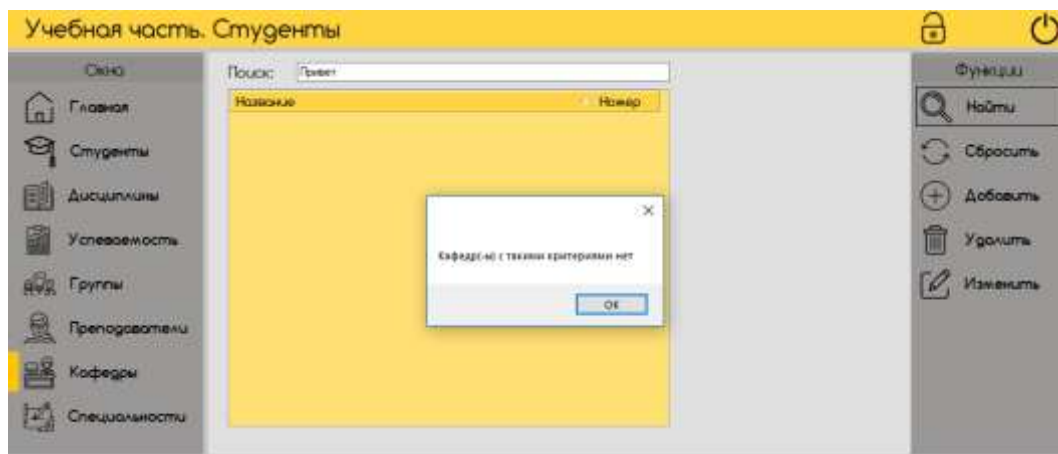 Учебная часть. Студенты
Окна
Главная
Студенты
Дисциплины
Успеваемость
Группы
Преподаватели
Кафедры
Специальности
Поиск: Привет
Название Номер
Кафедр(-ы) с такими критериями нет
OK
Функции
Найти
Сбросить
Добавить
Удалить
Изменить